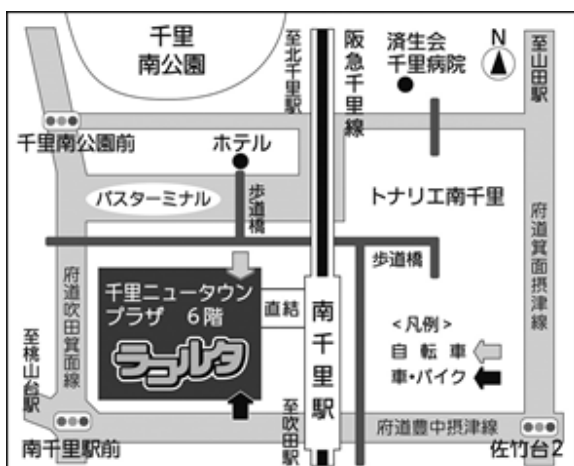 千里
南公園
至北千里駅
阪急千里線
済生会
千里病院
N
至山田駅
千里南公園前
ホテル
バスターミナル
歩道橋
トナリエ南千里
府道箕面摂津線
歩道橋
府道吹田箕面線
千里ニュータウン
プラザ 6階
ラコルタ
直結
南千里駅
<凡例>
自転車
車・バイク
至桃山台駅
至吹田駅
南千里駅前
府道豊中摂津線
佐竹台2